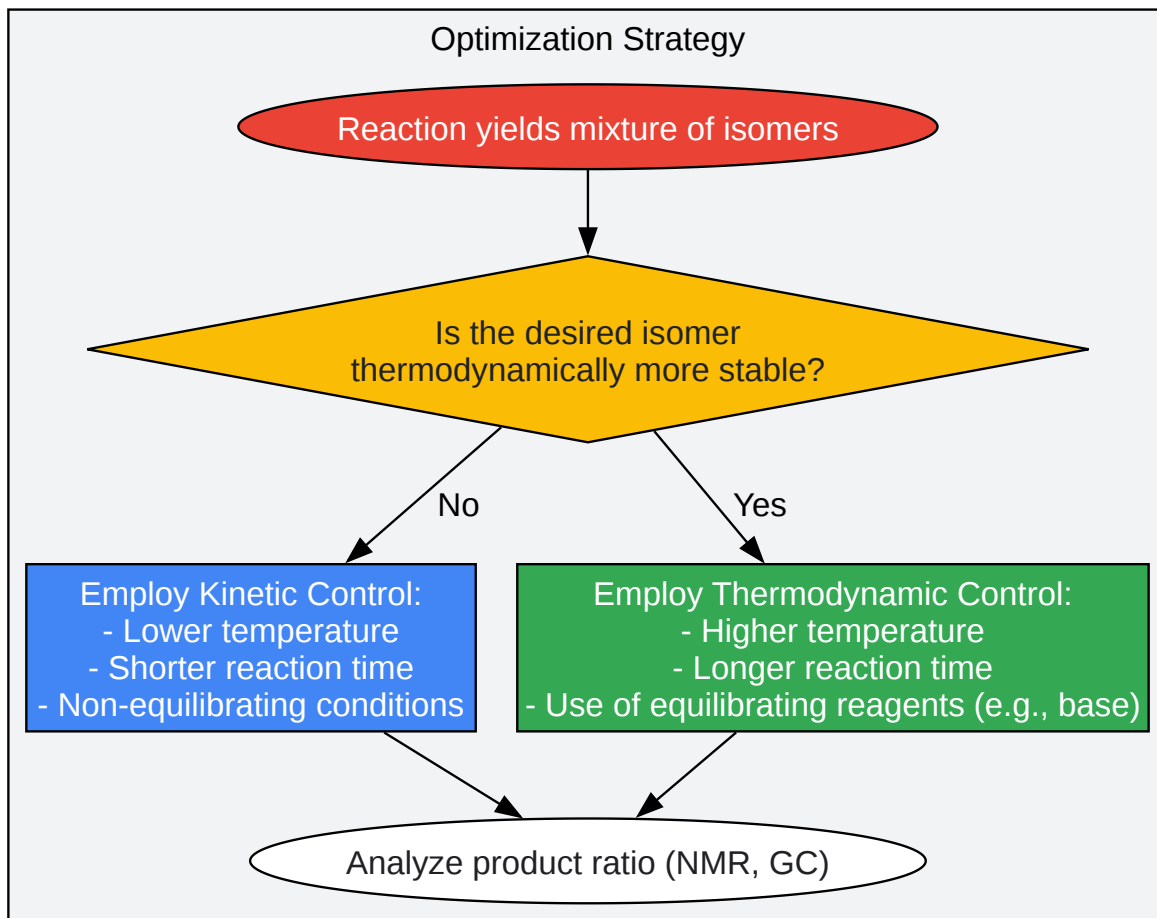 Optimization Strategy
Reaction yields mixture of isomers
Is the desired isomer
thermodynamically more stable?
No
Yes
Employ Kinetic Control:
- Lower temperature
- Shorter reaction time
- Non-equilibrating conditions
Employ Thermodynamic Control:
- Higher temperature
- Longer reaction time
- Use of equilibrating reagents (e.g., base)
Analyze product ratio (NMR, GC)